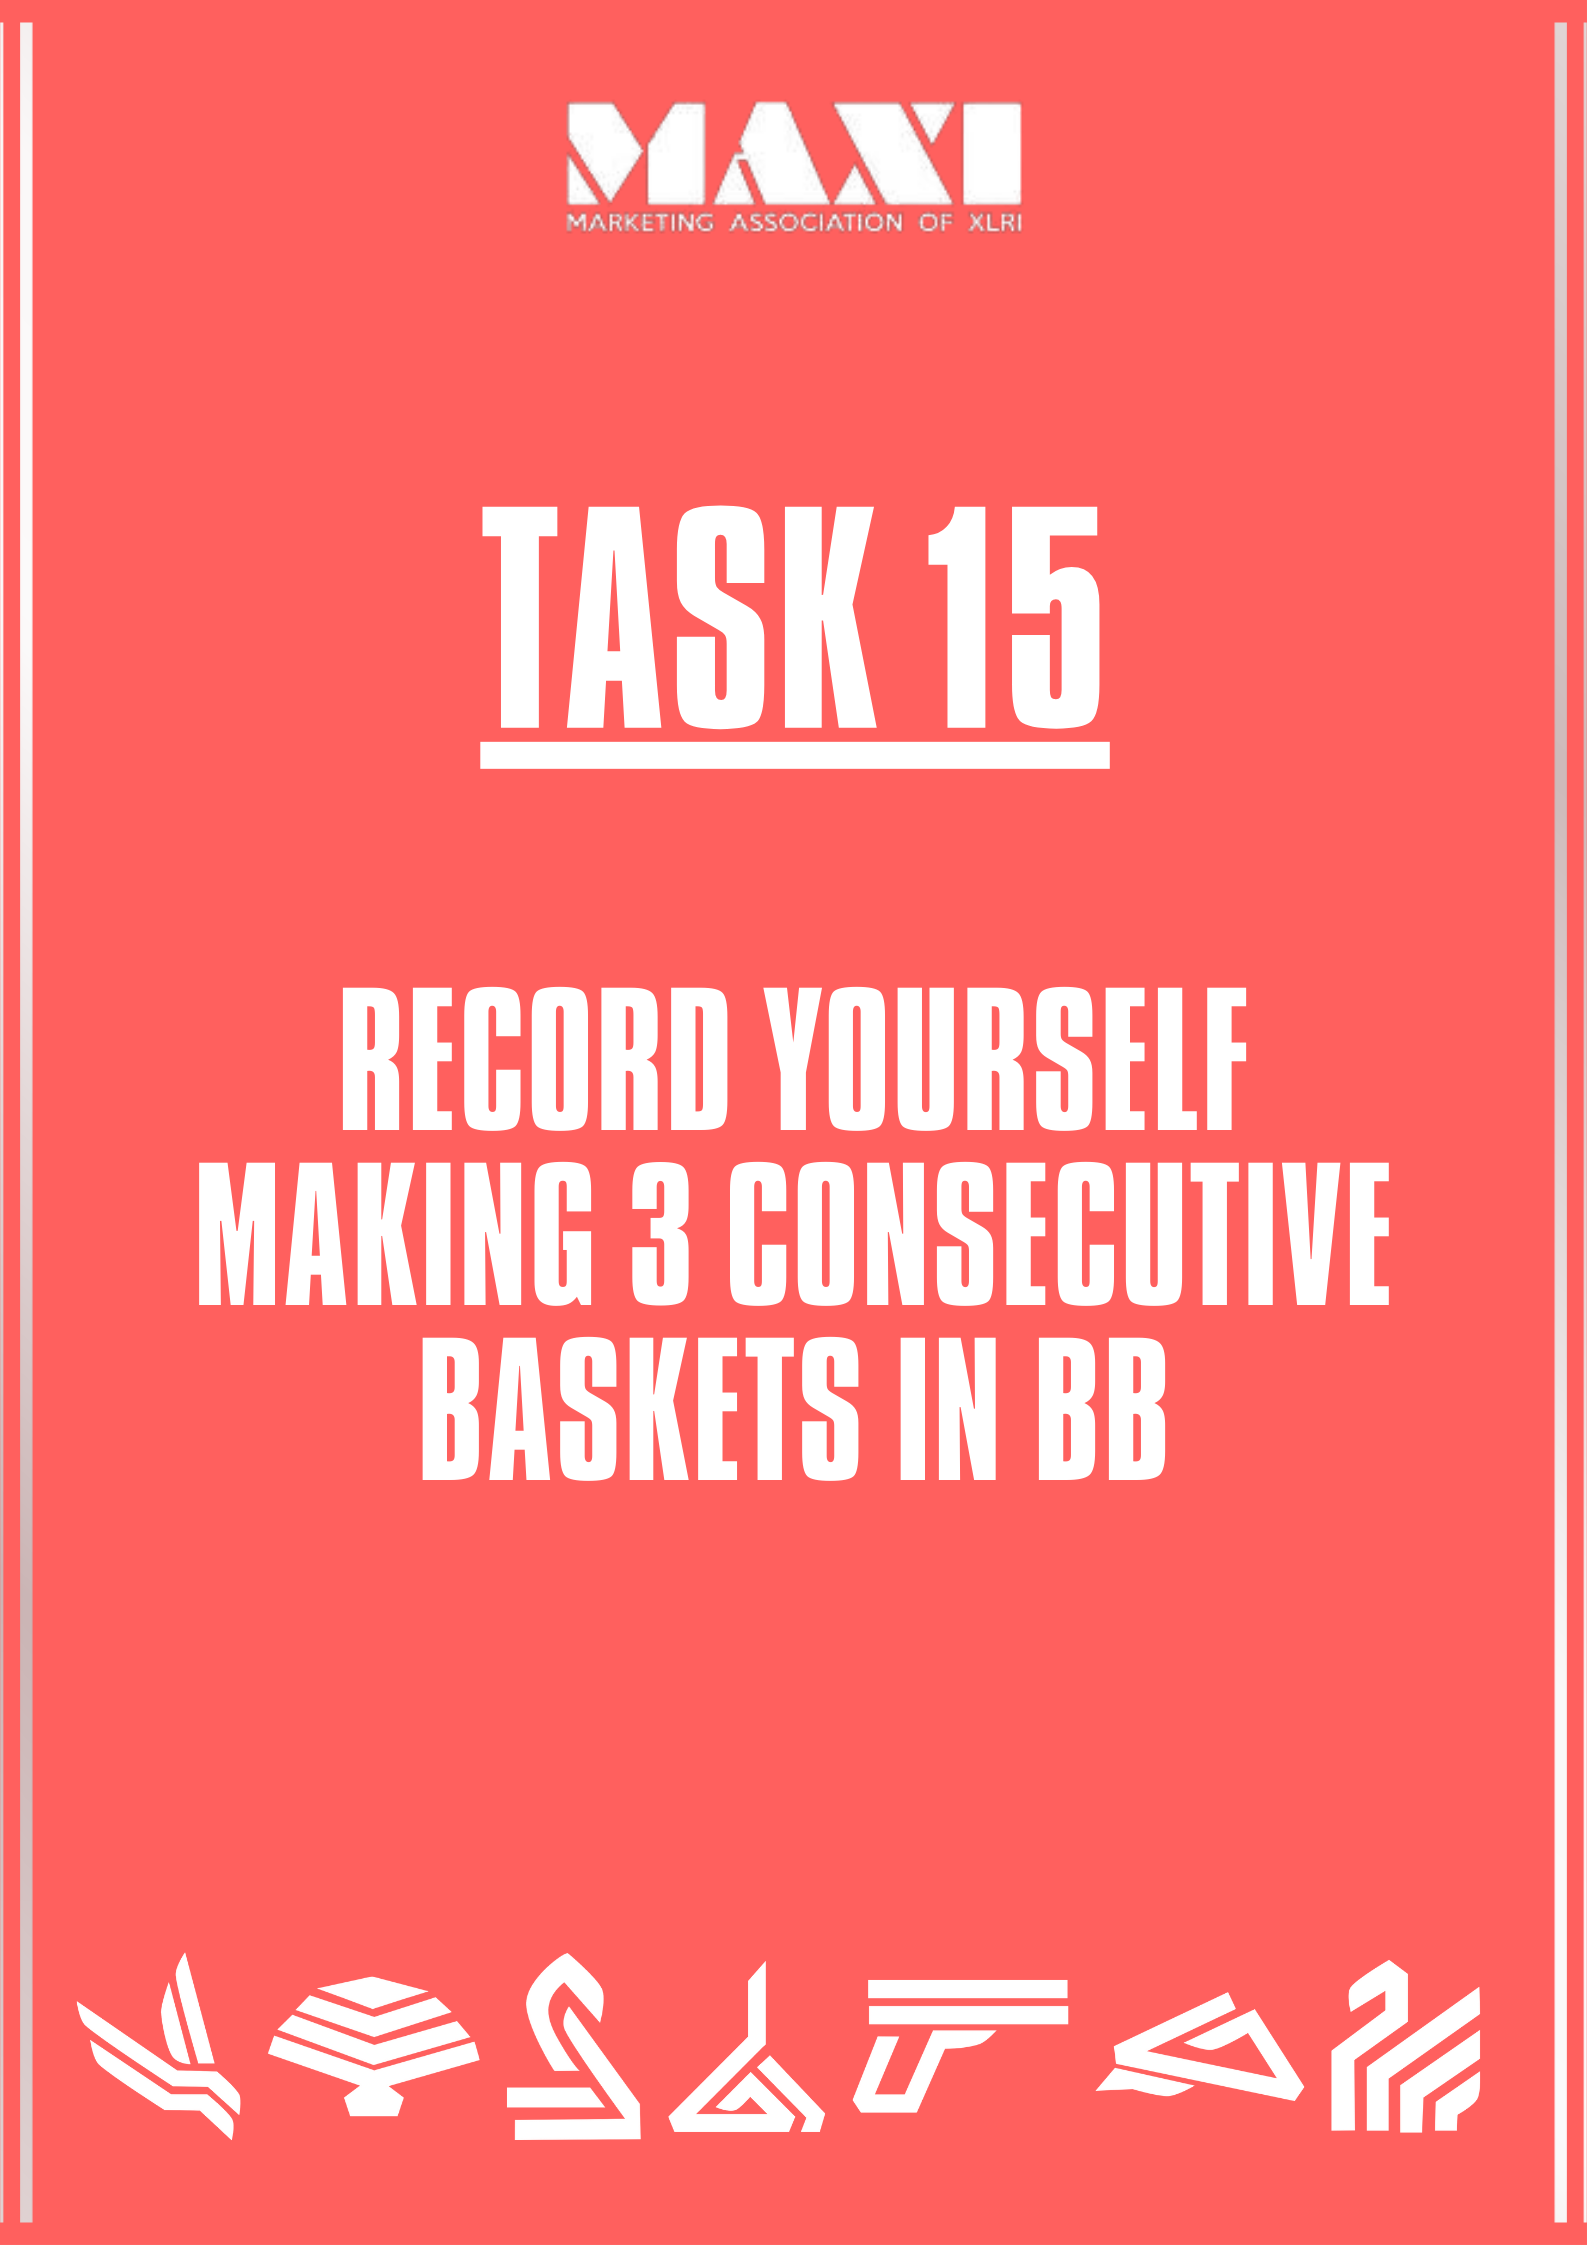 MAXI
MARKETING ASSOCIATION OF XLRI
TASK 15
RECORD YOURSELF
MAKING 3 CONSECUTIVE
BASKETS IN BB